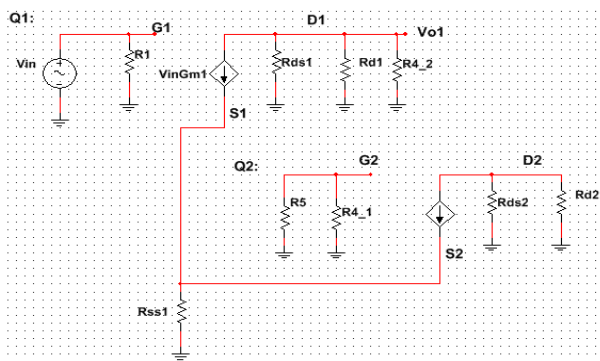 Q1:
G1
D1
Vo1
Vin
R1
VinGm1
Rds1
Rd1
R4_2
S1
Q2:
G2
D2
R5
R4_1
Rds2
Rd2
S2
Rss1